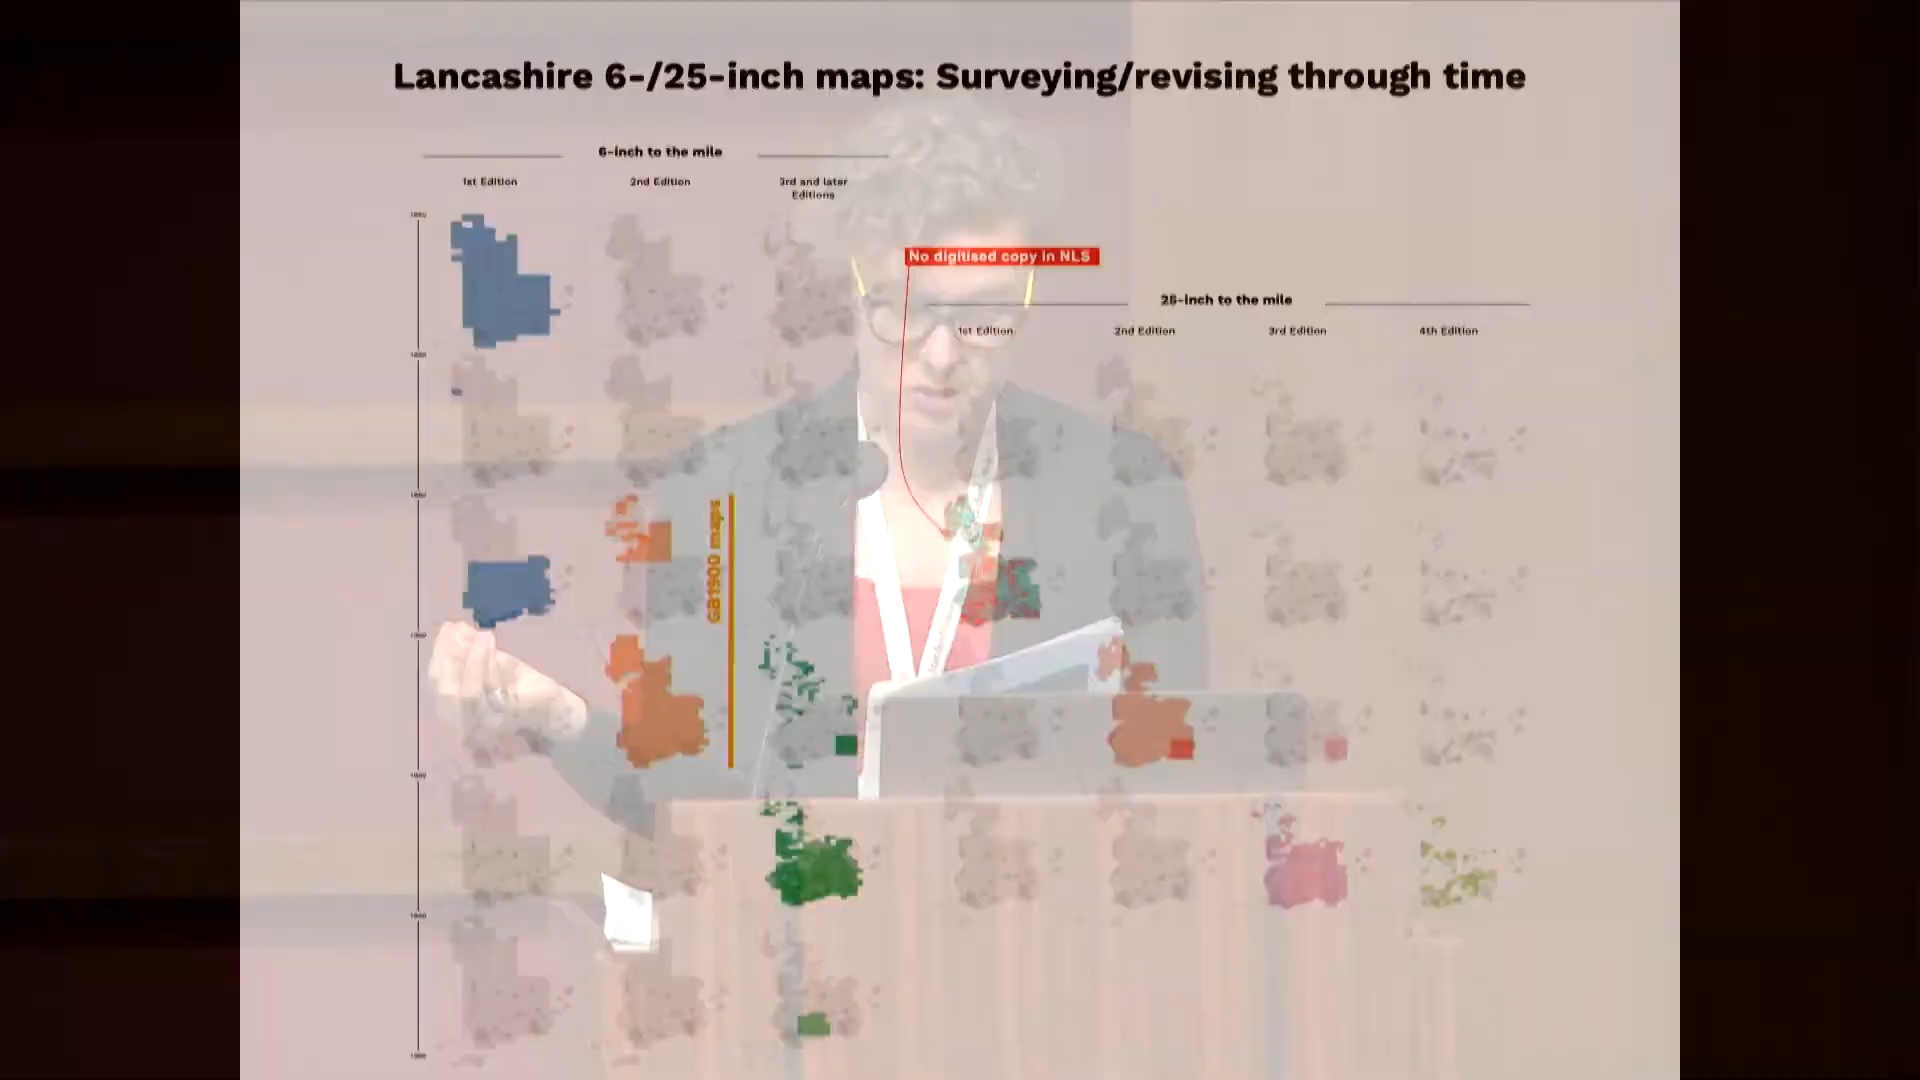 Lancashire 6-/25-inch maps: Surveying/revising through time
6-inch to the mile
1st Edition
2nd Edition
3rd and later
Editions
No digitised copy in NLS
25-inch to the mile
1st Edition
2nd Edition
3rd Edition
4th Edition
GB1900 maps